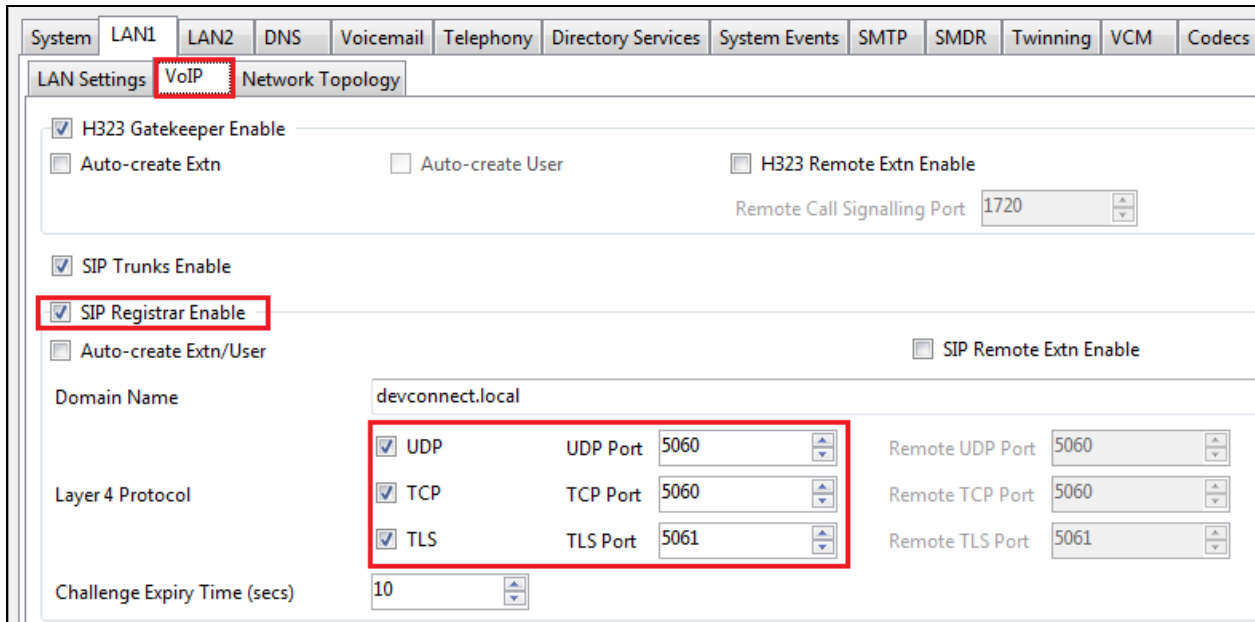 System LAN1 LAN2 DNS Voicemail Telephony Directory Services System Events SMTP SMDR Twinning VCM Codecs
LAN Settings VoIP Network Topology
H323 Gatekeeper Enable
Auto-create Extn Auto-create User H323 Remote Extn Enable
Remote Call Signalling Port 1720
SIP Trunks Enable
SIP Registrar Enable
Auto-create Extn/User SIP Remote Extn Enable
Domain Name devconnect.local
UDP UDP Port 5060 Remote UDP Port 5060
Layer 4 Protocol TCP TCP Port 5060 Remote TCP Port 5060
TLS TLS Port 5061 Remote TLS Port 5061
Challenge Expiry Time (secs) 10